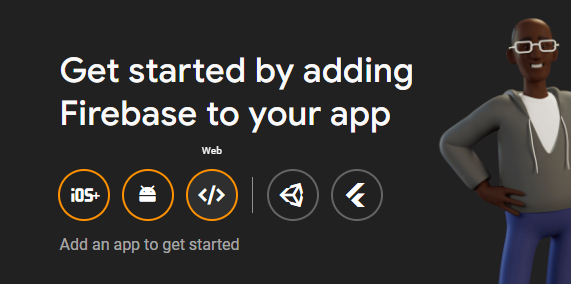 Get started by adding
Firebase to your app
Web
iOS+
</>
Add an app to get started